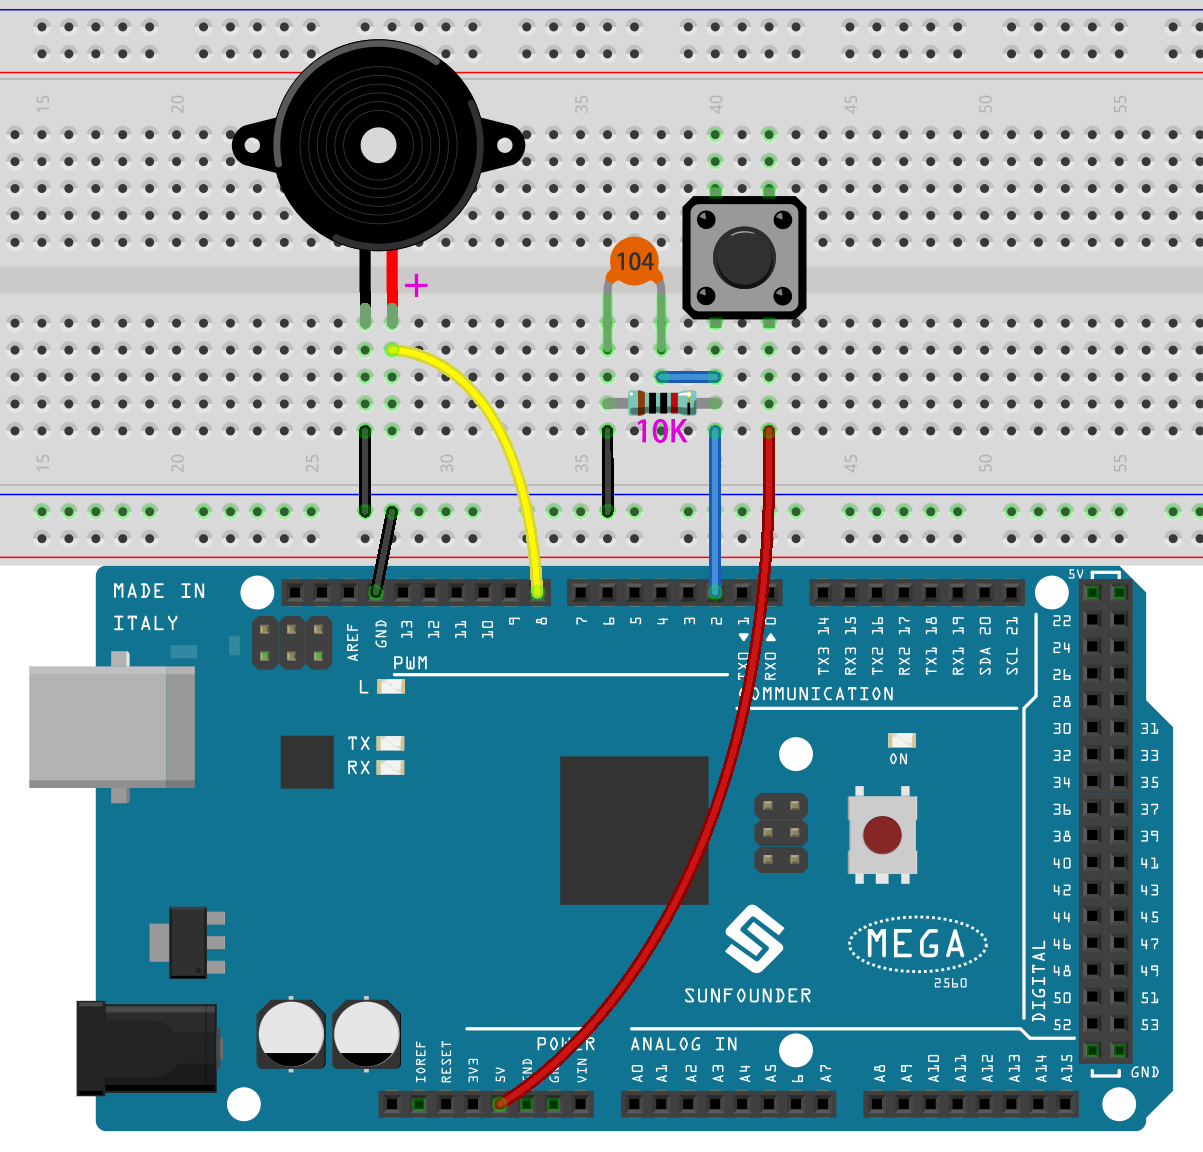 15 20 35 40 45 50 55
104
+
10K
15 20 25 30 35 45 50 55
MADE IN
ITALY
AREF GND 13 12 11 10 9 8 7 6 5 4 3 2 1 0
TX0 RX0
TX3 14 RX3 15 TX2 16 RX2 17 TX1 18 RX1 19 SDA 20 SCL 21
5V
22
24
26
28
30 31
32 33
34 35
36 37
38 39
40 41
42 43
44 45
46 47
48 49
50 51
52 53
GND
PWM
L
COMMUNICATION
TX
RX
ON
MEGA
2560
SUNFOUNDER
DIGITAL
POWER
ANALOG IN
IOREF RESET 3V3 5V GND GND VIN
A0 A1 A2 A3 A4 A5 6 A7 A8 A9 A10 A11 A12 A13 A14 A15